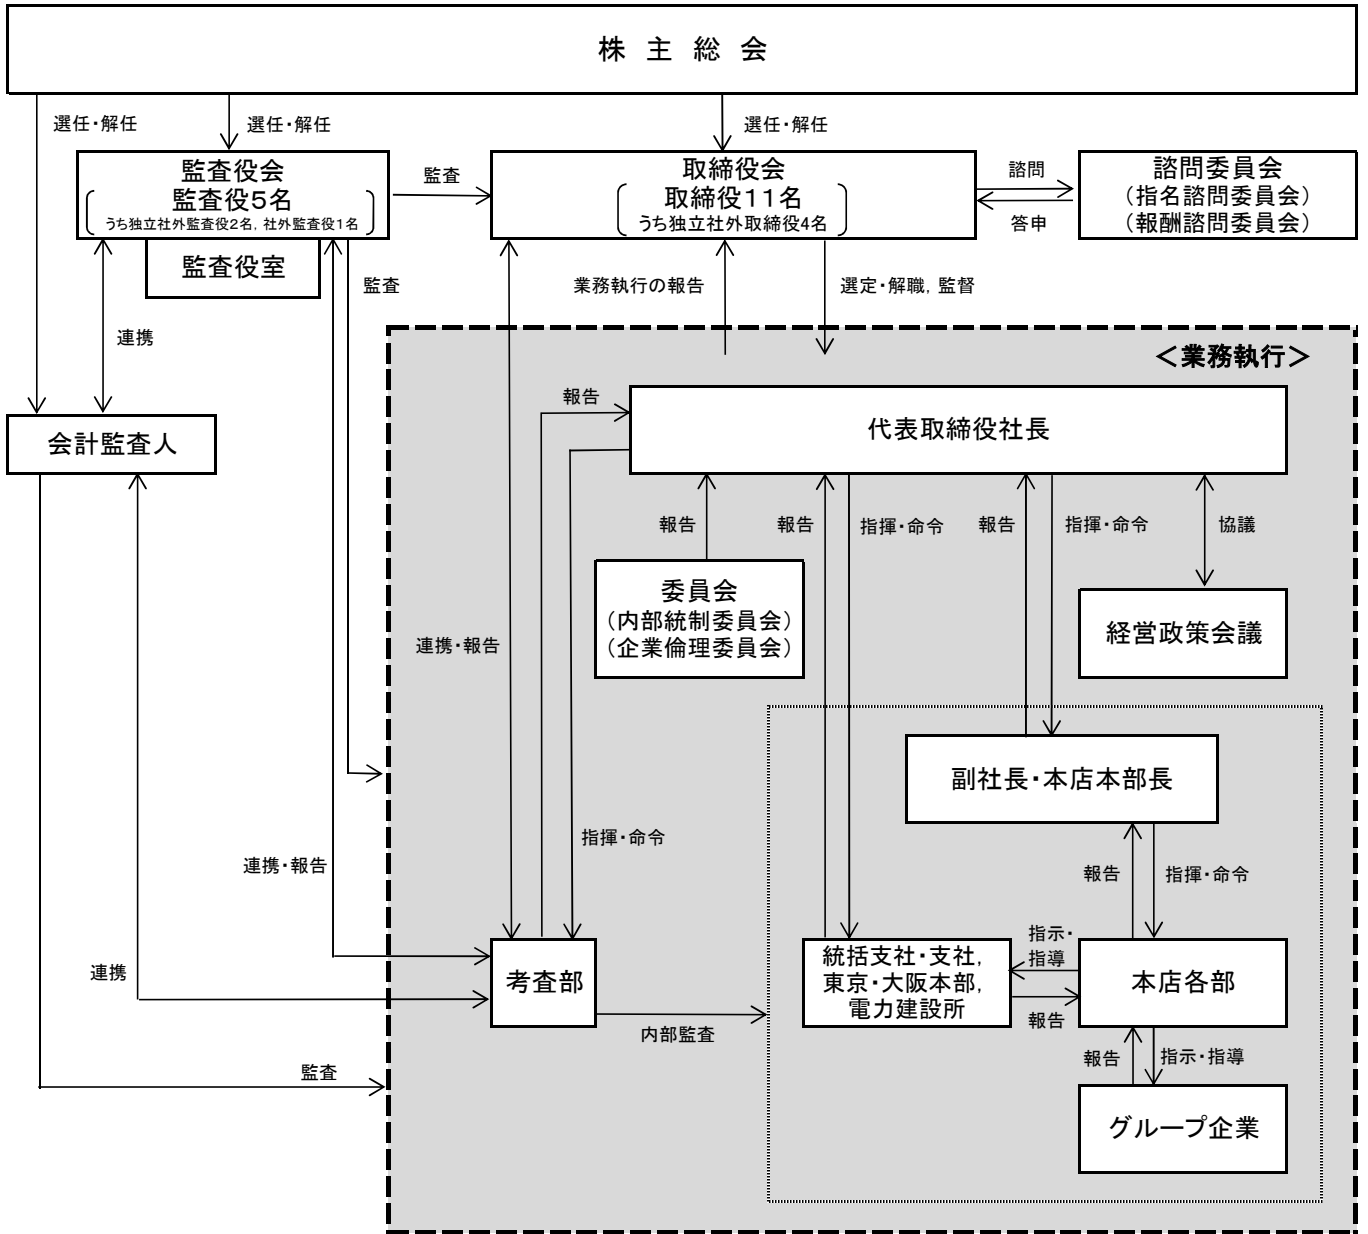 株 主 総 会
選任・解任
選任・解任
選任・解任
監査役会
監査役5名
うち独立社外監査役2名, 社外監査役1名
監査役室
監査
取締役会
取締役11名
うち独立社外取締役4名
諮問
答申
諮問委員会
(指名諮問委員会)
(報酬諮問委員会)
監査
業務執行の報告
選定・解職, 監督
連携
<業務執行>
会計監査人
報告
代表取締役社長
報告
報告
指揮・命令
報告
指揮・命令
協議
委員会
(内部統制委員会)
(企業倫理委員会)
経営政策会議
連携・報告
副社長・本店本部長
連携・報告
指揮・命令
報告
指揮・命令
連携
考査部
統括支社・支社,
東京・大阪本部,
電力建設所
指示・
指導
報告
本店各部
内部監査
監査
報告
指示・指導
グループ企業